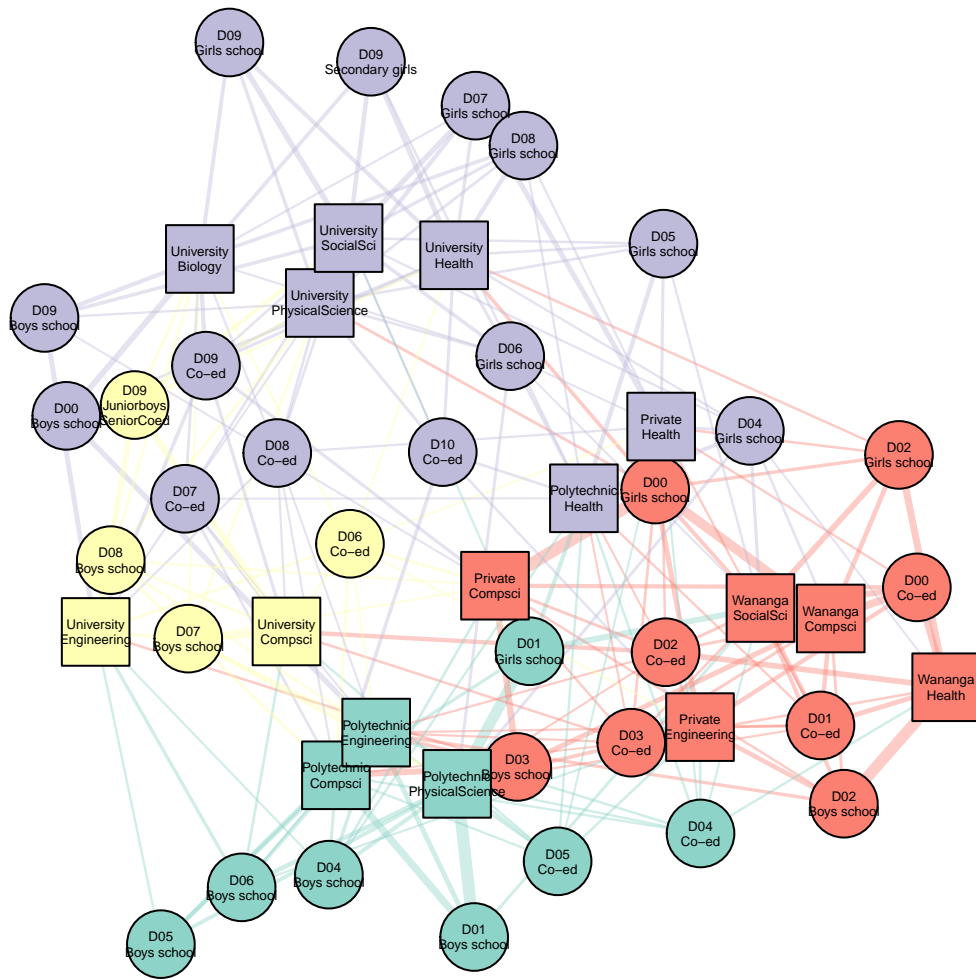 D09
Girls school
D09
Secondary girls
D07
Girls school
D08
Girls school
University
SocialSci
University
Biology
University
Health
D05
Girls school
University
PhysicalScience
D09
Boys school
D09
Co−ed
D06
Girls school
D09
Juniorboys
SeniorCoed
D00
Boys school
D08
Co−ed
D10
Co−ed
Private
Health
D04
Girls school
D02
Girls school
D07
Co−ed
Polytechnic
Health
D00
Girls school
D08
Boys school
D06
Co−ed
Private
Compsci
D00
Co−ed
University
Engineering
D07
Boys school
University
Compsci
D01
Girls school
D02
Co−ed
Wananga
SocialSci
Wananga
Compsci
Wananga
Health
Polytechnic
Engineering
Polytechnic
Compsci
Polytechnic
PhysicalScience
D03
Boys school
D03
Co−ed
Private
Engineering
D01
Co−ed
D02
Boys school
D04
Co−ed
D05
Co−ed
D04
Boys school
D06
Boys school
D05
Boys school
D01
Boys school